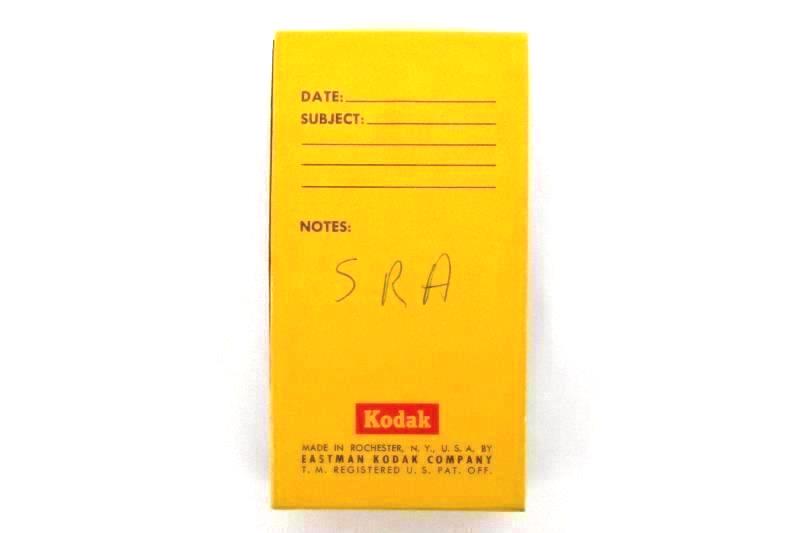 DATE:
SUBJECT:
NOTES:
SRA
Kodak
MADE IN ROCHESTER, N. Y., U. S. A. BY
EASTMAN KODAK COMPANY
T. M. REGISTERED U. S. PAT. OFF.